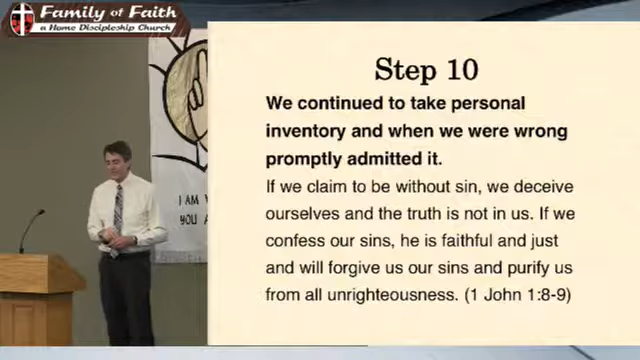 Family of Faith
a Home Discipleship Church
Step 10
We continued to take personal
inventory and when we were wrong
promptly admitted it.
If we claim to be without sin, we deceive
ourselves and the truth is not in us. If we
confess our sins, he is faithful and just
and will forgive us our sins and purify us
from all unrighteousness. (1 John 1:8-9)
I AM
YOU